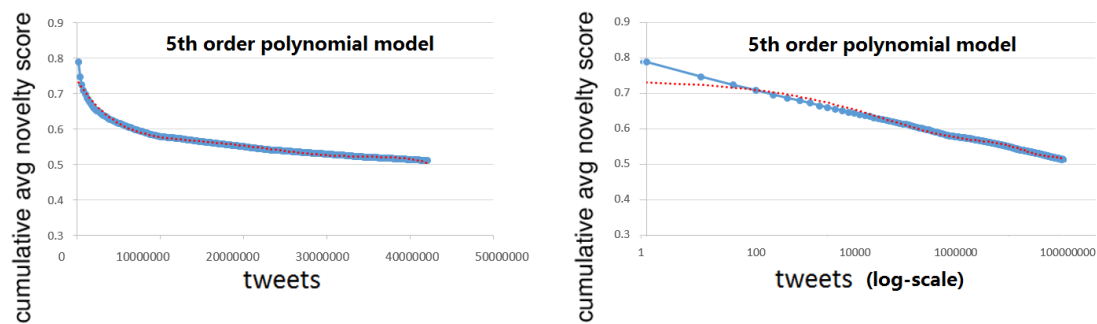 cumulative avg novelty score
0.9
0.8
0.7
0.6
0.5
0.4
0.3
5th order polynomial model
0 10000000 20000000 30000000 40000000 50000000
tweets
cumulative avg novelty score
0.9
0.8
0.7
0.6
0.5
0.4
0.3
5th order polynomial model
1 100 10000 1000000 100000000
tweets (log-scale)